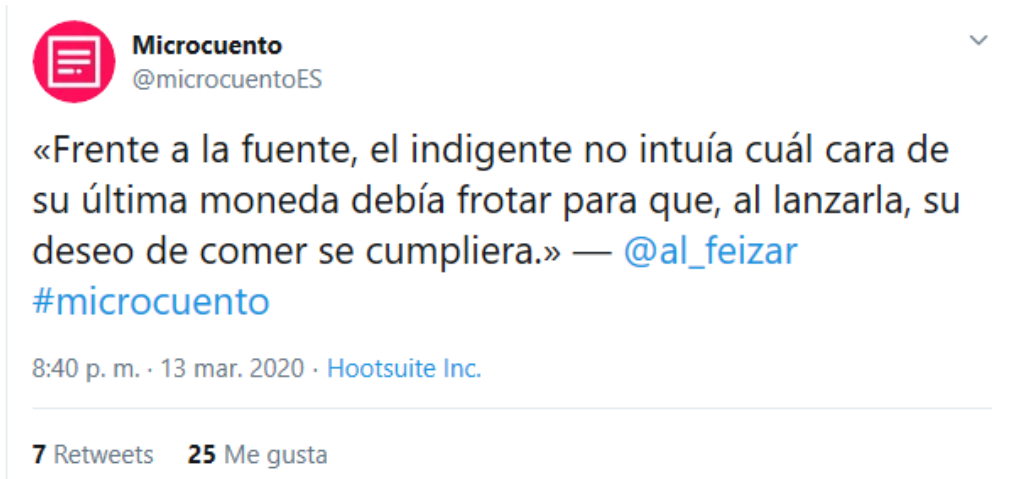 Microcuento
@microcuentoES
«Frente a la fuente, el indigente no intuía cuál cara de
su última moneda debía frotar para que, al lanzarla, su
deseo de comer se cumpliera.» — @al_feizar
#microcuento
8:40 p. m. · 13 mar. 2020 · Hootsuite Inc.
7 Retweets 25 Me gusta